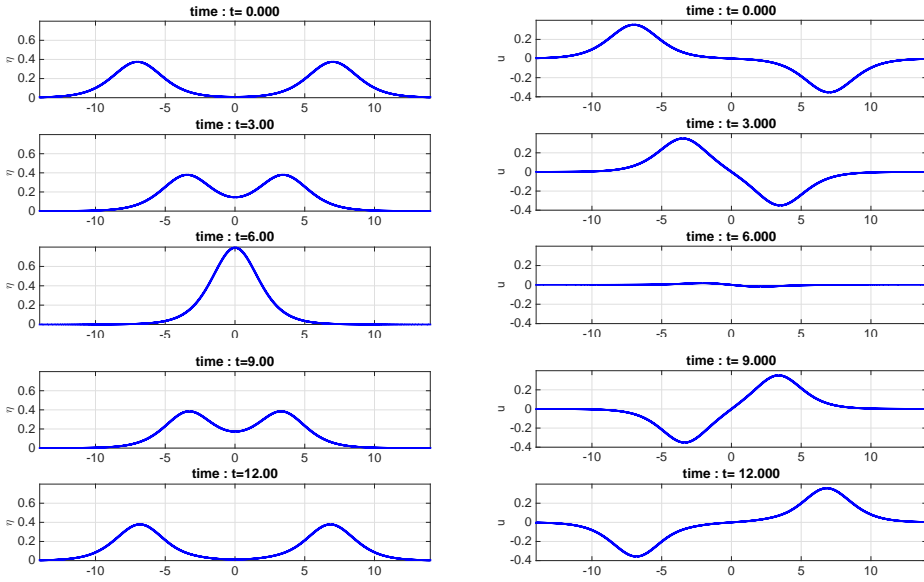 time : t= 0.000
0.6
0.4
0.2
0
η
-10 -5 0 5 10
time : t=3.00
0.6
0.4
0.2
0
η
-10 -5 0 5 10
time : t=6.00
0.6
0.4
0.2
0
η
-10 -5 0 5 10
time : t=9.00
0.6
0.4
0.2
0
η
-10 -5 0 5 10
time : t=12.00
0.6
0.4
0.2
0
η
-10 -5 0 5 10
time : t= 0.000
0.2
0
-0.2
-0.4
u
-10 -5 0 5 10
time : t= 3.000
0.2
0
-0.2
-0.4
u
-10 -5 0 5 10
time : t= 6.000
0.2
0
-0.2
-0.4
u
-10 -5 0 5 10
time : t= 9.000
0.2
0
-0.2
-0.4
u
-10 -5 0 5 10
time : t= 12.000
0.2
0
-0.2
-0.4
u
-10 -5 0 5 10